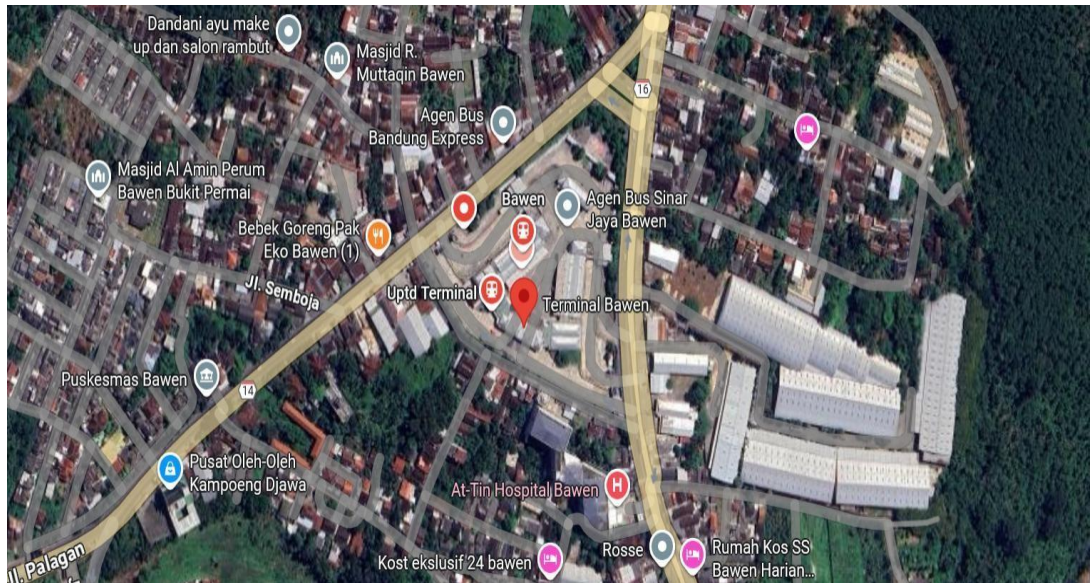 Dandani ayu make
up dan salon rambut
Masjid R.
Muttaqin Bawen
16
Agen Bus
Bandung Express
Masjid Al Amin Perum
Bawen Bukit Permai
Bawen
Agen Bus Sinar
Jaya Bawen
Bebek Goreng Pak
Eko Bawen (1)
Jl. Semboja
Uptd Terminal
Terminal Bawen
Puskesmas Bawen
14
Pusat Oleh-Oleh
Kampoeng Djawa
At-Tin Hospital Bawen
H
Jl. Palagan
Kost ekslusif 24 bawen
Rosse
Rumah Kos SS
Bawen Harian...